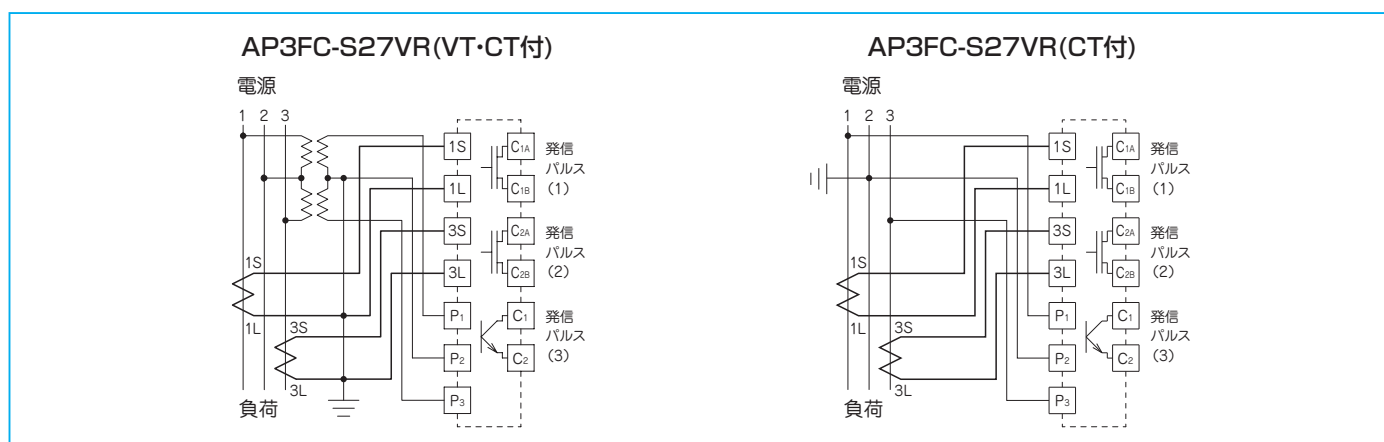 AP3FC-S27VR(VT・CT付)
電源
1 2 3
1S
1L
3S
3L
P1
P2
P3
C1A
C1B
C2A
C2B
C1
C2
発信
パルス
(1)
発信
パルス
(2)
発信
パルス
(3)
1S
1L
3S
3L
負荷
AP3FC-S27VR(CT付)
電源
1 2 3
1S
1L
3S
3L
P1
P2
P3
C1A
C1B
C2A
C2B
C1
C2
発信
パルス
(1)
発信
パルス
(2)
発信
パルス
(3)
1S
1L
3S
3L
負荷